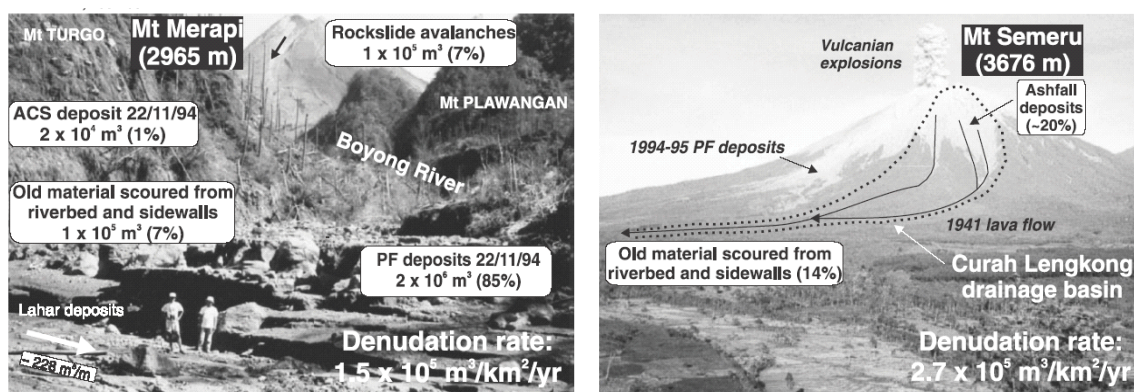 Mt TURGO
Mt Merapi
(2965 m)
Rockslide avalanches
1 x 10⁵ m³ (7%)
Mt PLAWANGAN
ACS deposit 22/11/94
2 x 10⁴ m³ (1%)
Boyong River
Old material scoured from
riverbed and sidewalls
1 x 10⁵ m³ (7%)
PF deposits 22/11/94
2 x 10⁶ m³ (85%)
Lahar deposits
– 228 m³/m
Denudation rate:
1.5 x 10⁵ m³/km²/yr
Vulcanian
explosions
Mt Semeru
(3676 m)
Ashfall
deposits
(~20%)
1994-95 PF deposits
1941 lava flow
Old material scoured from
riverbed and sidewalls (14%)
Curah Lengkong
drainage basin
Denudation rate:
2.7 x 10⁵ m³/km²/yr